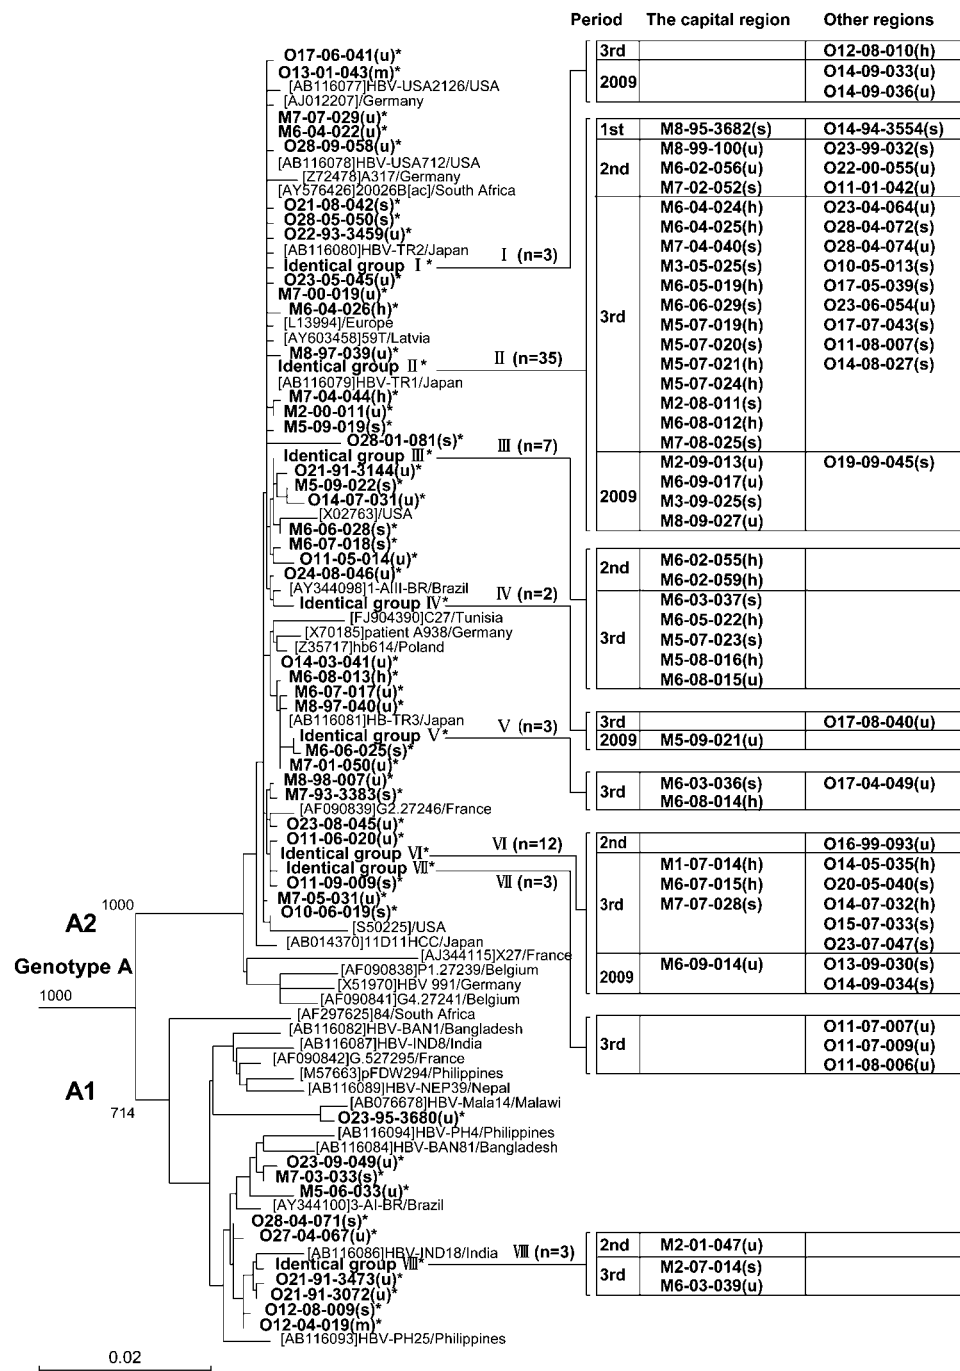 Period The capital region Other regions
O17-06-041(u)*
O13-01-043(m)*
[AB116077]HBV-USA2126/USA
[AJ012207]/Germany
M7-07-029(u)*
M6-04-022(u)*
O28-09-058(u)*
[AB116078]HBV-USA712/USA
[Z72478]A317/Germany
[AY576426]20026B[ac]/South Africa
O21-08-042(s)*
O28-05-050(s)*
O22-93-3459(u)*
[AB116080]HBV-TR2/Japan
Identical group Ⅰ*
O23-05-045(u)*
M7-00-019(u)*
M6-04-026(h)*
[L13994]/Europe
[AY603458]59T/Latvia
M8-97-039(u)*
Identical group Ⅱ*
[AB116079]HBV-TR1/Japan
M7-04-044(h)*
M2-00-011(u)*
M5-09-019(s)*
O28-01-081(s)*
Identical group Ⅲ*
O21-91-3144(u)*
M5-09-022(s)*
O14-07-031(u)*
[X02763]/USA
M6-06-028(s)*
M6-07-018(s)*
O11-05-014(u)*
O24-08-046(u)*
[AY344098]1-AIII-BR/Brazil
Identical group Ⅳ*
[FJ904390]C27/Tunisia
[X70185]patient A938/Germany
[Z35717]hb614/Poland
O14-03-041(u)*
M6-08-013(h)*
M6-07-017(u)*
M8-97-040(u)*
[AB116081]HB-TR3/Japan
Identical group Ⅴ*
M6-06-025(s)*
M7-01-050(u)*
M8-98-007(u)*
M7-93-3383(s)*
[AF090839]G2.27246/France
O23-08-045(u)*
O11-06-020(u)*
Identical group Ⅵ*
Identical group Ⅶ*
O11-09-009(s)*
M7-05-031(u)*
O10-06-019(s)*
[S50225]/USA
[AB014370]11D11HCC/Japan
[AJ344115]X27/France
[AF090838]P1.27239/Belgium
[X51970]HBV 991/Germany
[AF090841]G4.27241/Belgium
[AF297625]84/South Africa
[AB116082]HBV-BAN1/Bangladesh
[AB116087]HBV-IND8/India
[AF090842]G.527295/France
[M57663]pFDW294/Philippines
[AB116089]HBV-NEP39/Nepal
[AB076678]HBV-Mala14/Malawi
O23-95-3680(u)*
[AB116094]HBV-PH4/Philippines
[AB116084]HBV-BAN81/Bangladesh
O23-09-049(u)*
M7-03-033(s)*
M5-06-033(u)*
[AY344100]3-AI-BR/Brazil
O28-04-071(s)*
O27-04-067(u)*
[AB116086]HBV-IND18/India
Identical group Ⅷ*
O21-91-3473(u)*
O21-91-3072(u)*
O12-08-009(s)*
O12-04-019(m)*
[AB116093]HBV-PH25/Philippines
1000
A2
Genotype A
1000
A1
714
0.02
Ⅰ (n=3)
3rd O12-08-010(h)
2009 O14-09-033(u)
O14-09-036(u)
Ⅱ (n=35)
1st M8-95-3682(s) O14-94-3554(s)
M8-99-100(u) O23-99-032(s)
2nd M6-02-056(u) O22-00-055(u)
M7-02-052(s) O11-01-042(u)
M6-04-024(h) O23-04-064(u)
M6-04-025(h) O28-04-072(s)
M7-04-040(s) O28-04-074(u)
M3-05-025(s) O10-05-013(s)
M6-05-019(h) O17-05-039(s)
M6-06-029(s) O23-06-054(u)
3rd M5-07-019(h) O17-07-043(s)
M5-07-020(s) O11-08-007(s)
M5-07-021(h) O14-08-027(s)
M5-07-024(h)
M2-08-011(s)
M6-08-012(h)
M7-08-025(s)
M2-09-013(u) O19-09-045(s)
M6-09-017(u)
2009 M3-09-025(s)
M8-09-027(u)
Ⅲ (n=7)
2nd M6-02-055(h)
M6-02-059(h)
M6-03-037(s)
M6-05-022(h)
3rd M5-07-023(s)
M5-08-016(h)
M6-08-015(u)
Ⅳ (n=2)
3rd O17-08-040(u)
2009 M5-09-021(u)
Ⅴ (n=3)
3rd M6-03-036(s) O17-04-049(u)
M6-08-014(h)
Ⅵ (n=12)
2nd O16-99-093(u)
M1-07-014(h) O14-05-035(h)
M6-07-015(h) O20-05-040(s)
3rd M7-07-028(s) O14-07-032(h)
O15-07-033(s)
O23-07-047(s)
2009 M6-09-014(u) O13-09-030(s)
O14-09-034(s)
Ⅶ (n=3)
O11-07-007(u)
3rd O11-07-009(u)
O11-08-006(u)
Ⅷ (n=3)
2nd M2-01-047(u)
3rd M2-07-014(s)
M6-03-039(u)